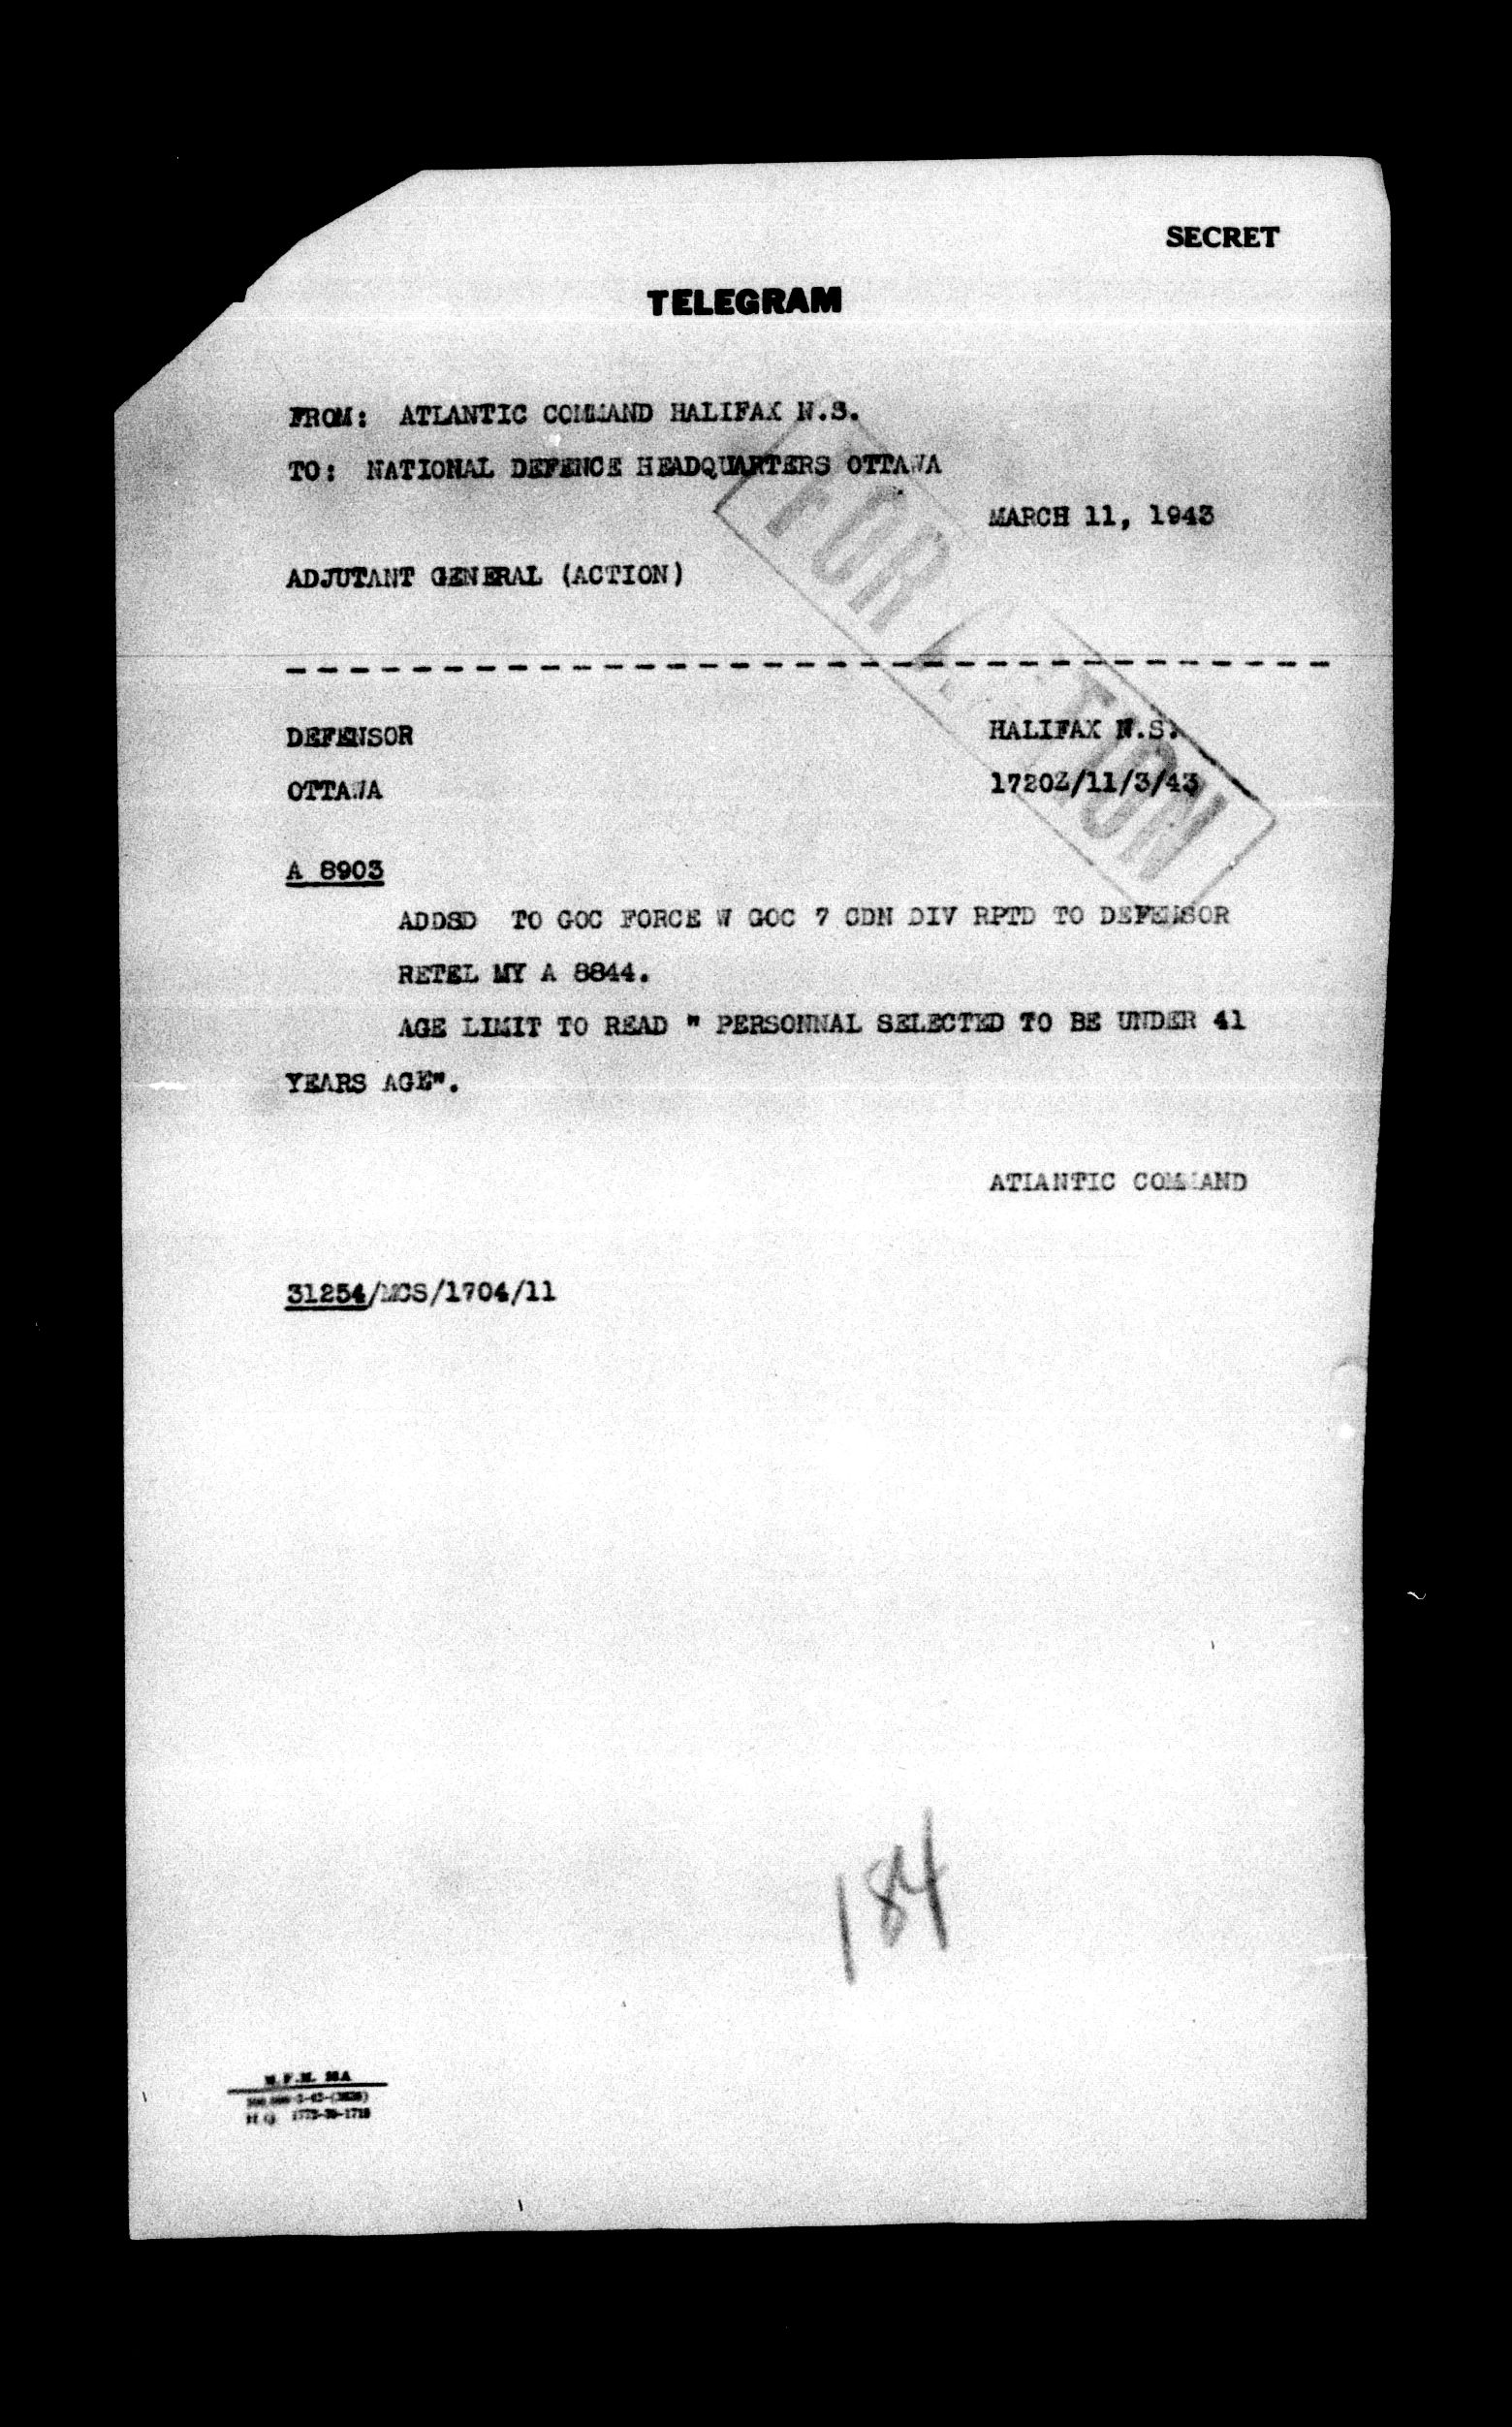 SECRET
TELEGRAM
FROM: ATLANTIC COMMAND HALIFAX N.S.
TO: NATIONAL DEFENCE HEADQUARTERS OTTAWA
MARCH 11, 1943
ADJUTANT GENERAL (ACTION)
FOR ACTION
DEFENSOR HALIFAX N.S.
OTTAWA 1720Z/11/3/43
A 8903
ADDSD TO GOC FORCE W GOC 7 CDN DIV RPTD TO DEFENSOR
RETEL MY A 8844.
AGE LIMIT TO READ " PERSONNAL SELECTED TO BE UNDER 41
YEARS AGE".
ATLANTIC COMMAND
31254/MCS/1704/11
184